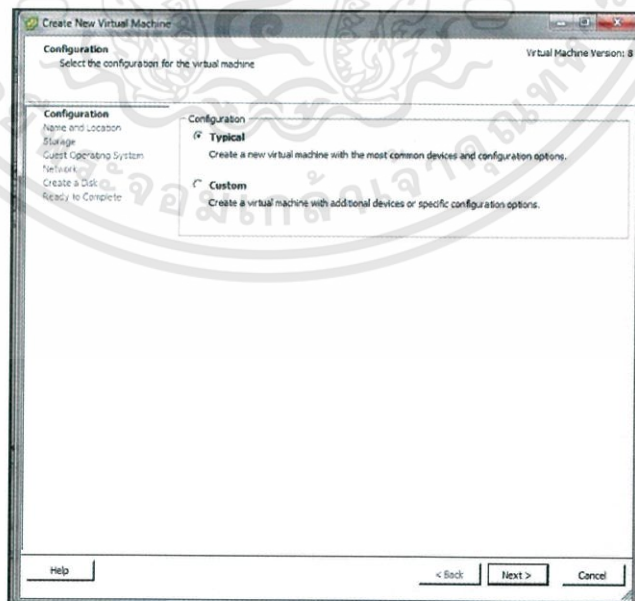 Create New Virtual Machine
Configuration
Select the configuration for the virtual machine
Virtual Machine Version: 8
Configuration
Name and Location
Storage
Guest Operating System
Network
Create a Disk
Ready to Complete
Configuration
Typical
Create a new virtual machine with the most common devices and configuration options.
Custom
Create a virtual machine with additional devices or specific configuration options.
Help
< Back
Next >
Cancel